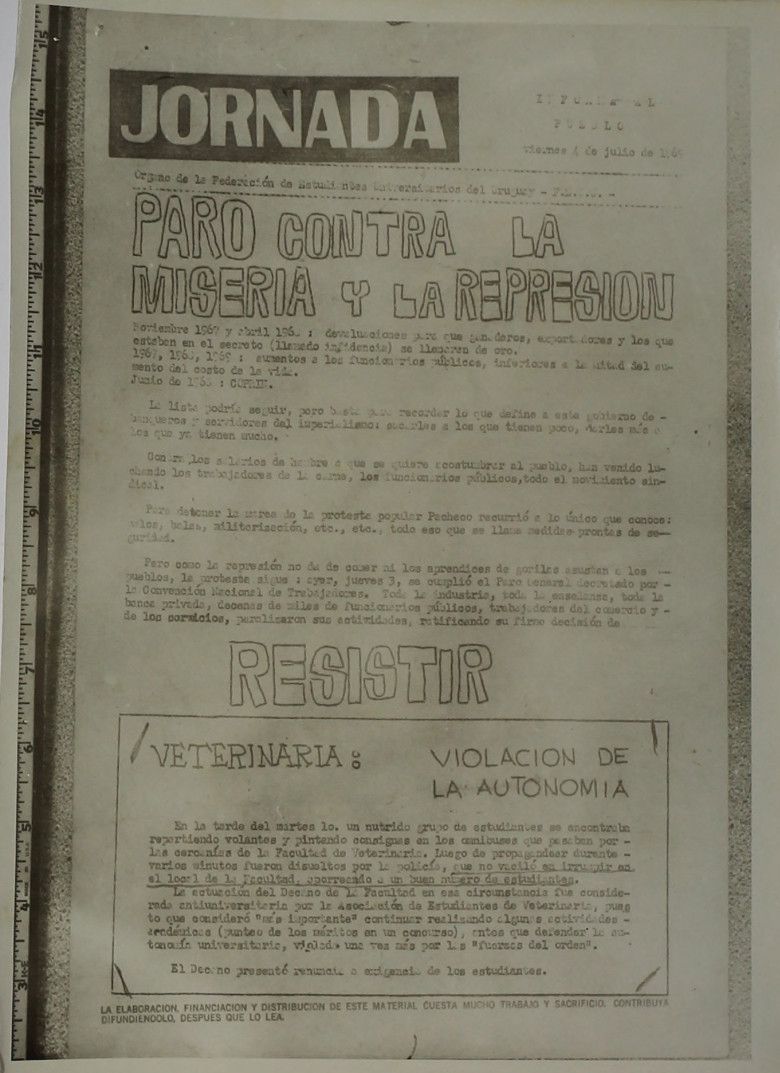 JORNADA
INFORMA AL
PUEBLO
Viernes 4 de julio de 1969
Organo de la Federación de Estudiantes Universitarios del Uruguay - F.E.U.U. -
PARO CONTRA LA
MISERIA Y LA REPRESION
Noviembre 1967 y abril 196 : devaluaciones para que ganaderos, exportadores y los que
estaban en el secreto (llamado infidencia) se llenaran de oro.
1967, 1968, 1969 : aumentos a los funcionarios públicos, inferiores a la mitad del au-
mento del costo de la vida.
Junio de 1968 : COPRIN.
La lista podría seguir, pero basta para recordar lo que define a este gobierno de -
banqueros y servidores del imperialismo: sacarles a los que tienen poco, darles más a
los que ya tienen mucho.
Contra los salarios de hambre a que se quiere acostumbrar al pueblo, han venido lu-
chando los trabajadores de la carne, los funcionarios públicos,todo el movimiento sin-
dical.
Para detener la marea de la protesta popular Pacheco recurrió a lo único que conoce:
palos, balas, militarización, etc., etc., todo eso que se llama medidas prontas de se-
guridad.
Pero como la represión no da de comer ni los aprendices de gorilas asustan a los --
pueblos, la protesta sigue : ayer, jueves 3, se cumplió el Paro General decretado por -
la Convención Nacional de Trabajadores. Toda la industria, toda la enseñanza, toda la
banca privada, decenas de miles de funcionarios públicos, trabajadores del comercio y -
de los servicios, paralizaron sus actividades, ratificando su firme decisión de
RESISTIR
VETERINARIA: VIOLACION DE
LA AUTONOMIA
En la tarde del martes 1o. un nutrido grupo de estudiantes se encontraba
repartiendo volantes y pintando consignas en los omnibuses que pasaban por -
las cercanías de la Facultad de Veterinaria. Luego de propagandear durante -
varios minutos fueron disueltos por la policía, que no vaciló en irrumpir en
el local de la Facultad, aporreando a un buen número de estudiantes.
La actuación del Decano de la Facultad en esa circunstancia fue conside-
rada antiuniversitaria por la Asociación de Estudiantes de Veterinaria, pues
to que consideró "más importante" continuar realizando algunas actividades -
académicas (punteo de los méritos en un concurso), antes que defender la au-
tonomía universitaria, violada una vez más por las "fuerzas del orden".
El Decano presentó renuncia a exigencia de los estudiantes.
LA ELABORACION, FINANCIACION Y DISTRIBUCION DE ESTE MATERIAL CUESTA MUCHO TRABAJO Y SACRIFICIO. CONTRIBUYA
DIFUNDIENDOLO, DESPUES QUE LO LEA.